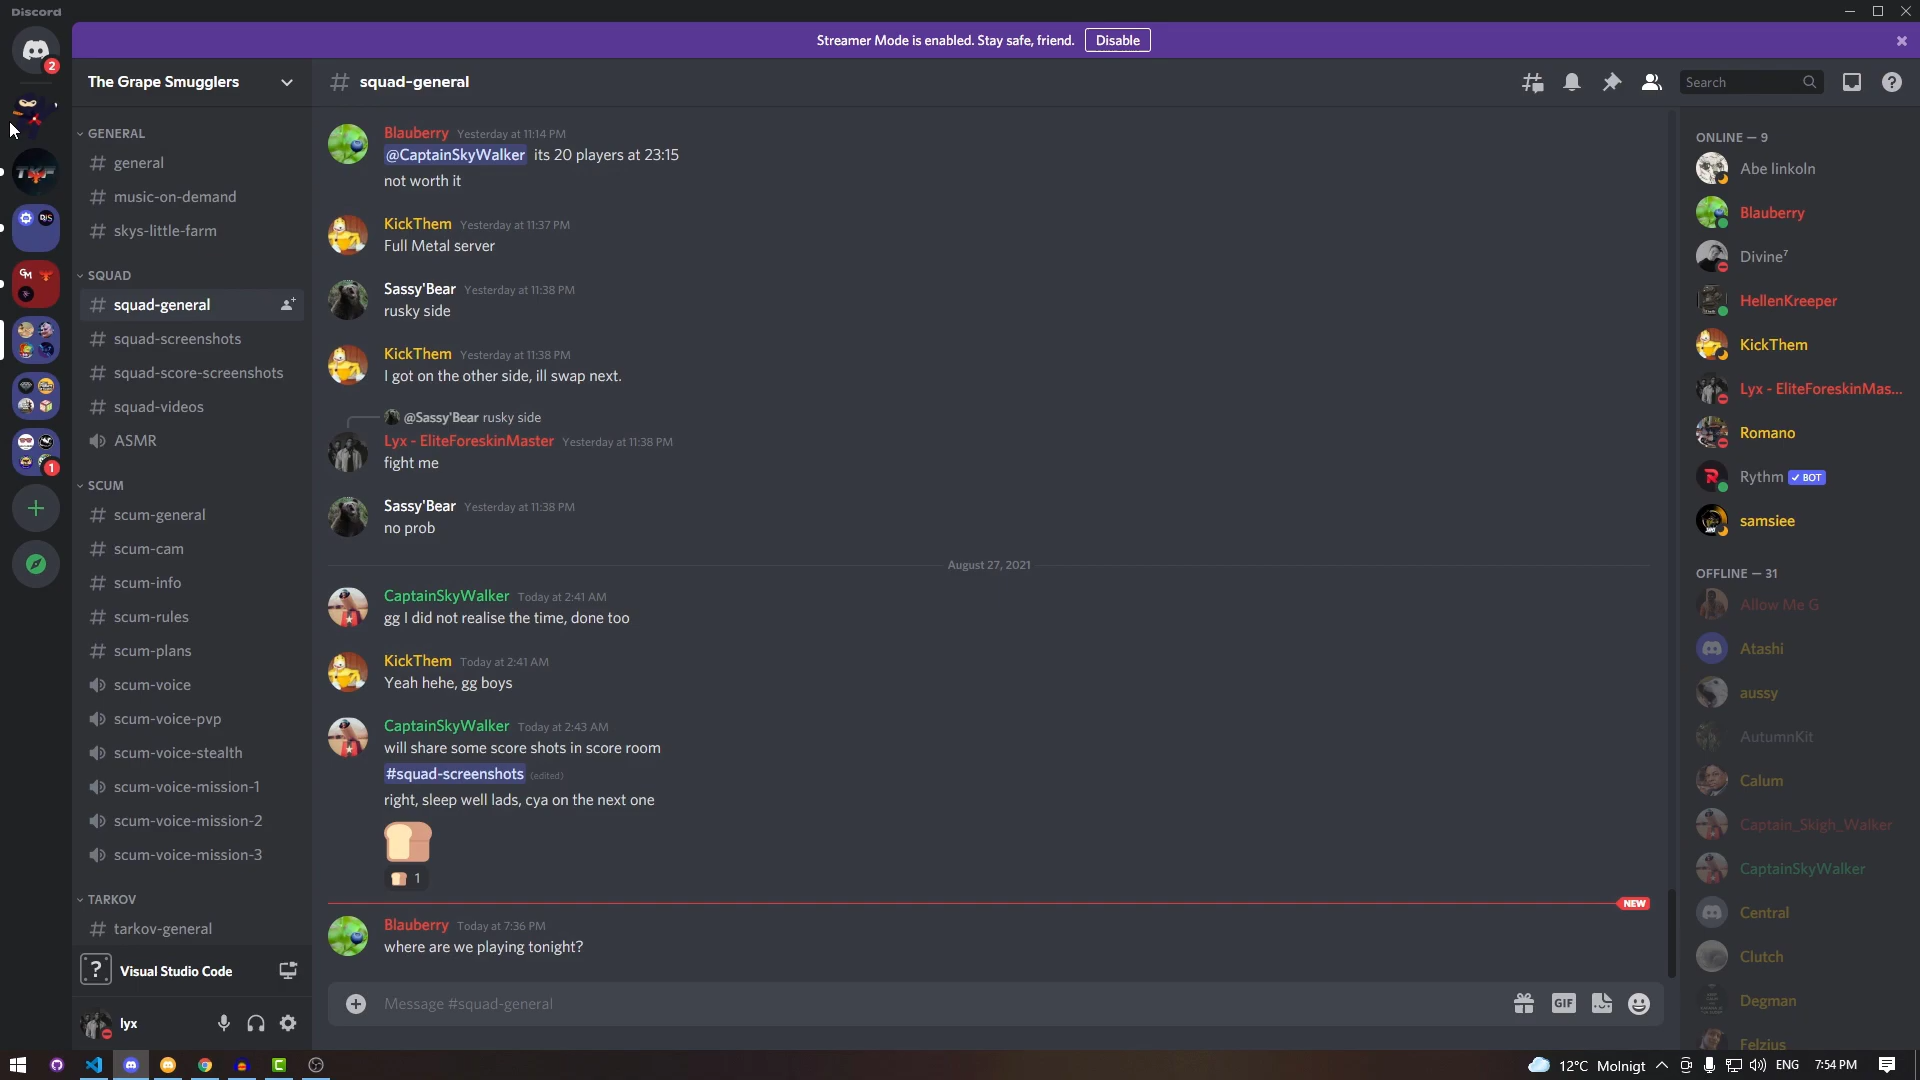 Discord
Streamer Mode is enabled. Stay safe, friend.
Disable
2
TKF
GM
1
The Grape Smugglers
GENERAL
general
music-on-demand
skys-little-farm
SQUAD
squad-general
squad-screenshots
squad-score-screenshots
squad-videos
ASMR
SCUM
scum-general
scum-cam
scum-info
scum-rules
scum-plans
scum-voice
scum-voice-pvp
scum-voice-stealth
scum-voice-mission-1
scum-voice-mission-2
scum-voice-mission-3
TARKOV
tarkov-general
Visual Studio Code
lyx
# squad-general
Search
Blauberry Yesterday at 11:14 PM
@CaptainSkyWalker its 20 players at 23:15
not worth it
KickThem Yesterday at 11:37 PM
Full Metal server
Sassy'Bear Yesterday at 11:38 PM
rusky side
KickThem Yesterday at 11:38 PM
I got on the other side, ill swap next.
@Sassy'Bear rusky side
Lyx - EliteForeskinMaster Yesterday at 11:38 PM
fight me
Sassy'Bear Yesterday at 11:38 PM
no prob
August 27, 2021
CaptainSkyWalker Today at 2:41 AM
gg I did not realise the time, done too
KickThem Today at 2:41 AM
Yeah hehe, gg boys
CaptainSkyWalker Today at 2:43 AM
will share some score shots in score room
#squad-screenshots (edited)
right, sleep well lads, cya on the next one
1
NEW
Blauberry Today at 7:36 PM
where are we playing tonight?
Message #squad-general
GIF
ONLINE — 9
Abe linkoln
Blauberry
Divine⁷
HellenKreeper
KickThem
Lyx - EliteForeskinMas...
Romano
Rythm ✓ BOT
samsiee
OFFLINE — 31
Allow Me G
Atashi
aussy
AutumnKit
Calum
Captain_Skigh_Walker
CaptainSkyWalker
Central
Clutch
Degman
Felzius
12°C Molnigt
ENG
7:54 PM